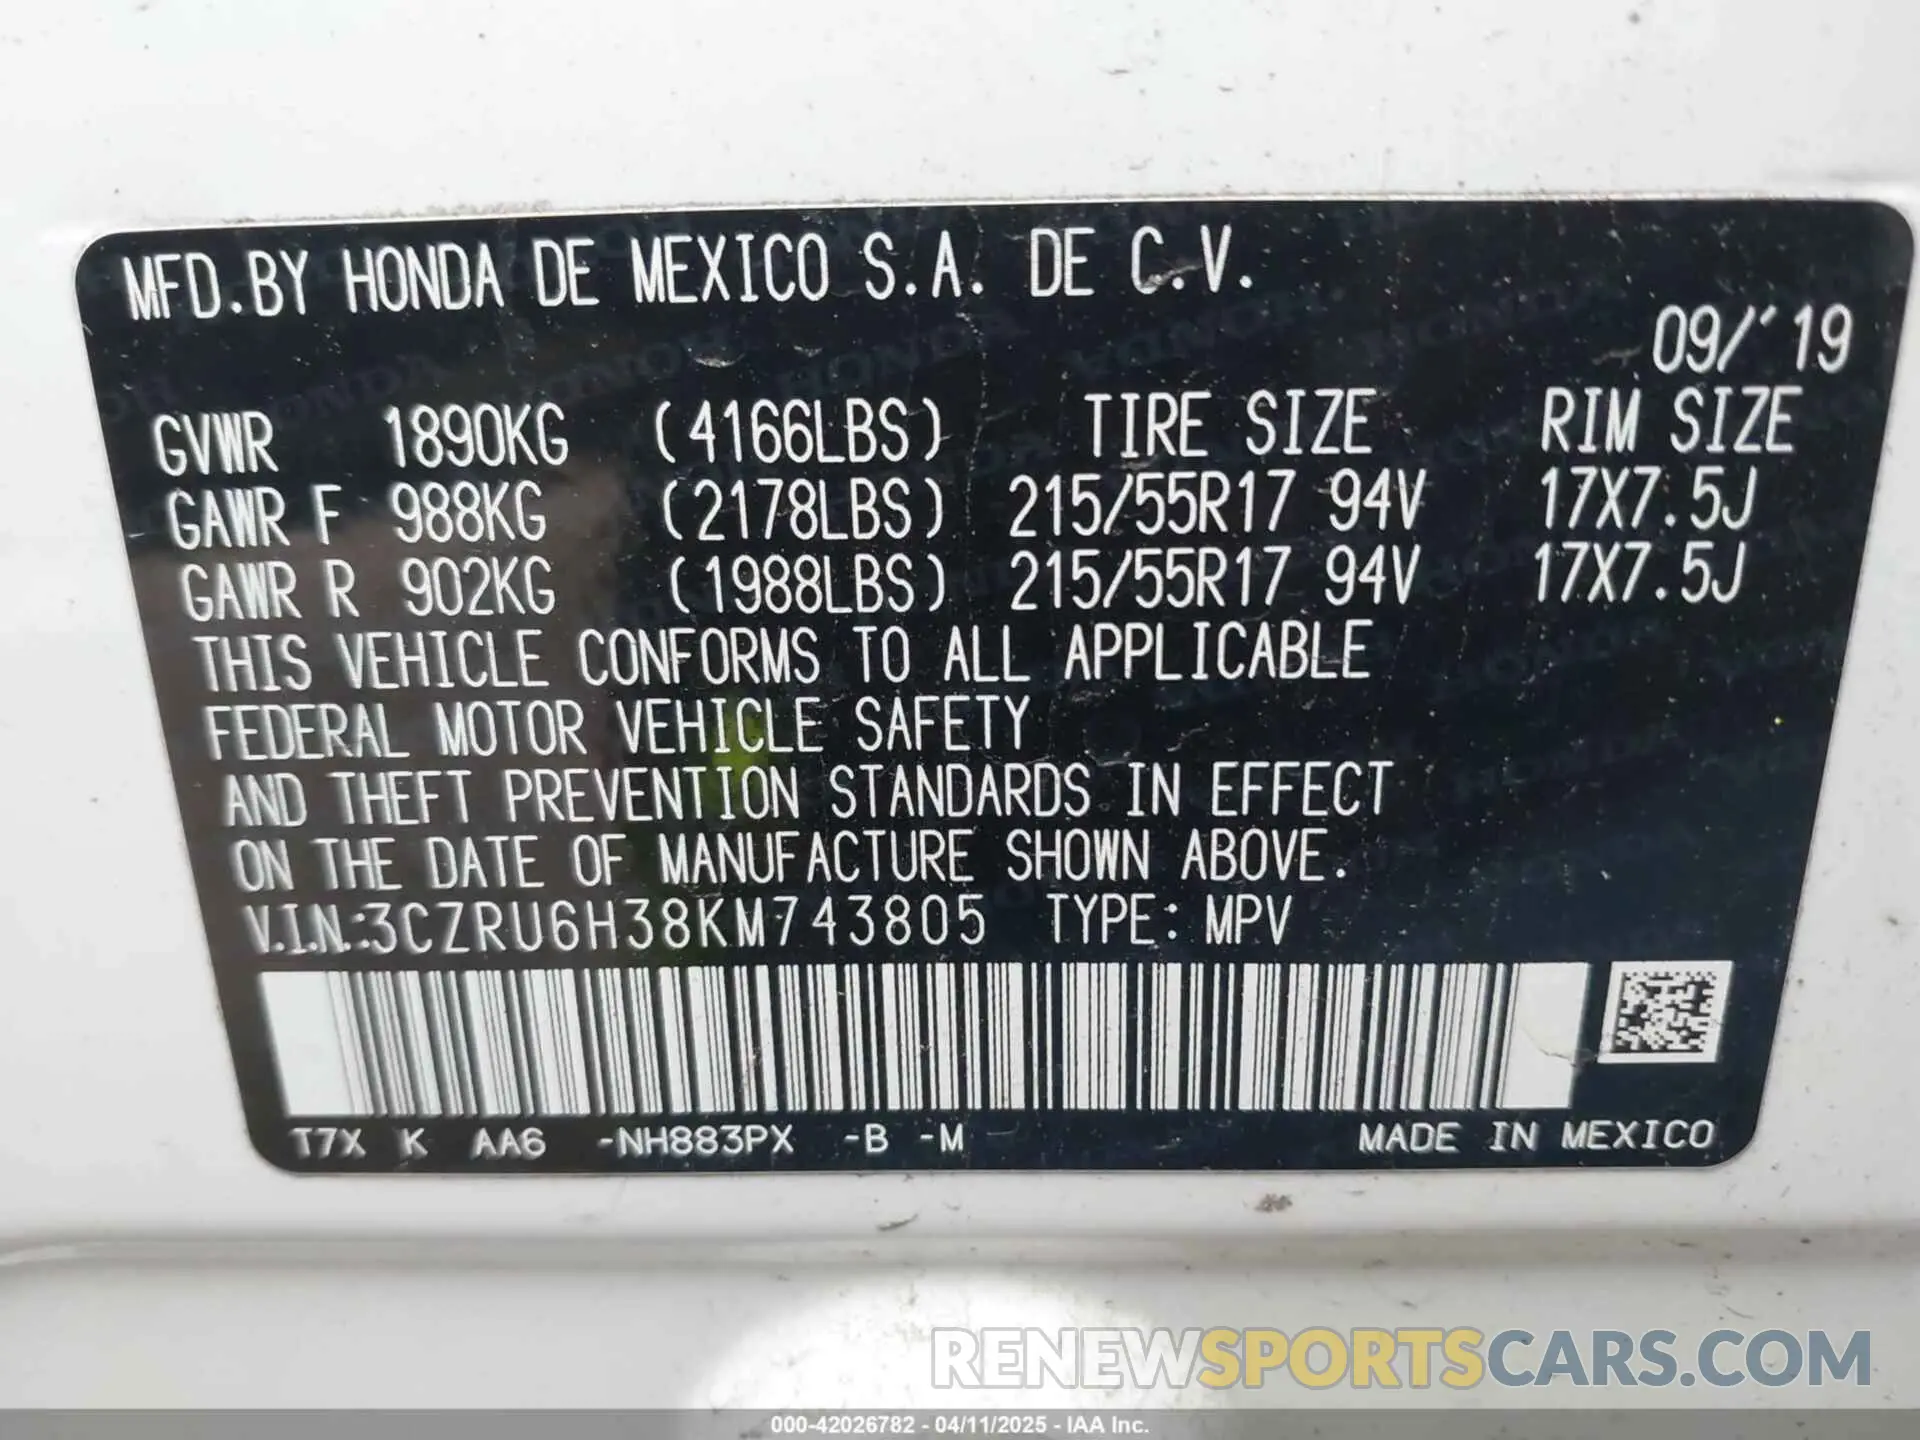 MFD.BY HONDA DE MEXICO S.A. DE C.V.
09/'19
GVWR 1890KG (4166LBS) TIRE SIZE RIM SIZE
GAWR F 988KG (2178LBS) 215/55R17 94V 17X7.5J
GAWR R 902KG (1988LBS) 215/55R17 94V 17X7.5J
THIS VEHICLE CONFORMS TO ALL APPLICABLE
FEDERAL MOTOR VEHICLE SAFETY
AND THEFT PREVENTION STANDARDS IN EFFECT
ON THE DATE OF MANUFACTURE SHOWN ABOVE.
V.I.N.:3CZRU6H38KM743805 TYPE: MPV
T7X K AA6 -NH883PX -B -M MADE IN MEXICO
RENEWSPORTSCARS.COM
000-42026782 - 04/11/2025 - IAA Inc.